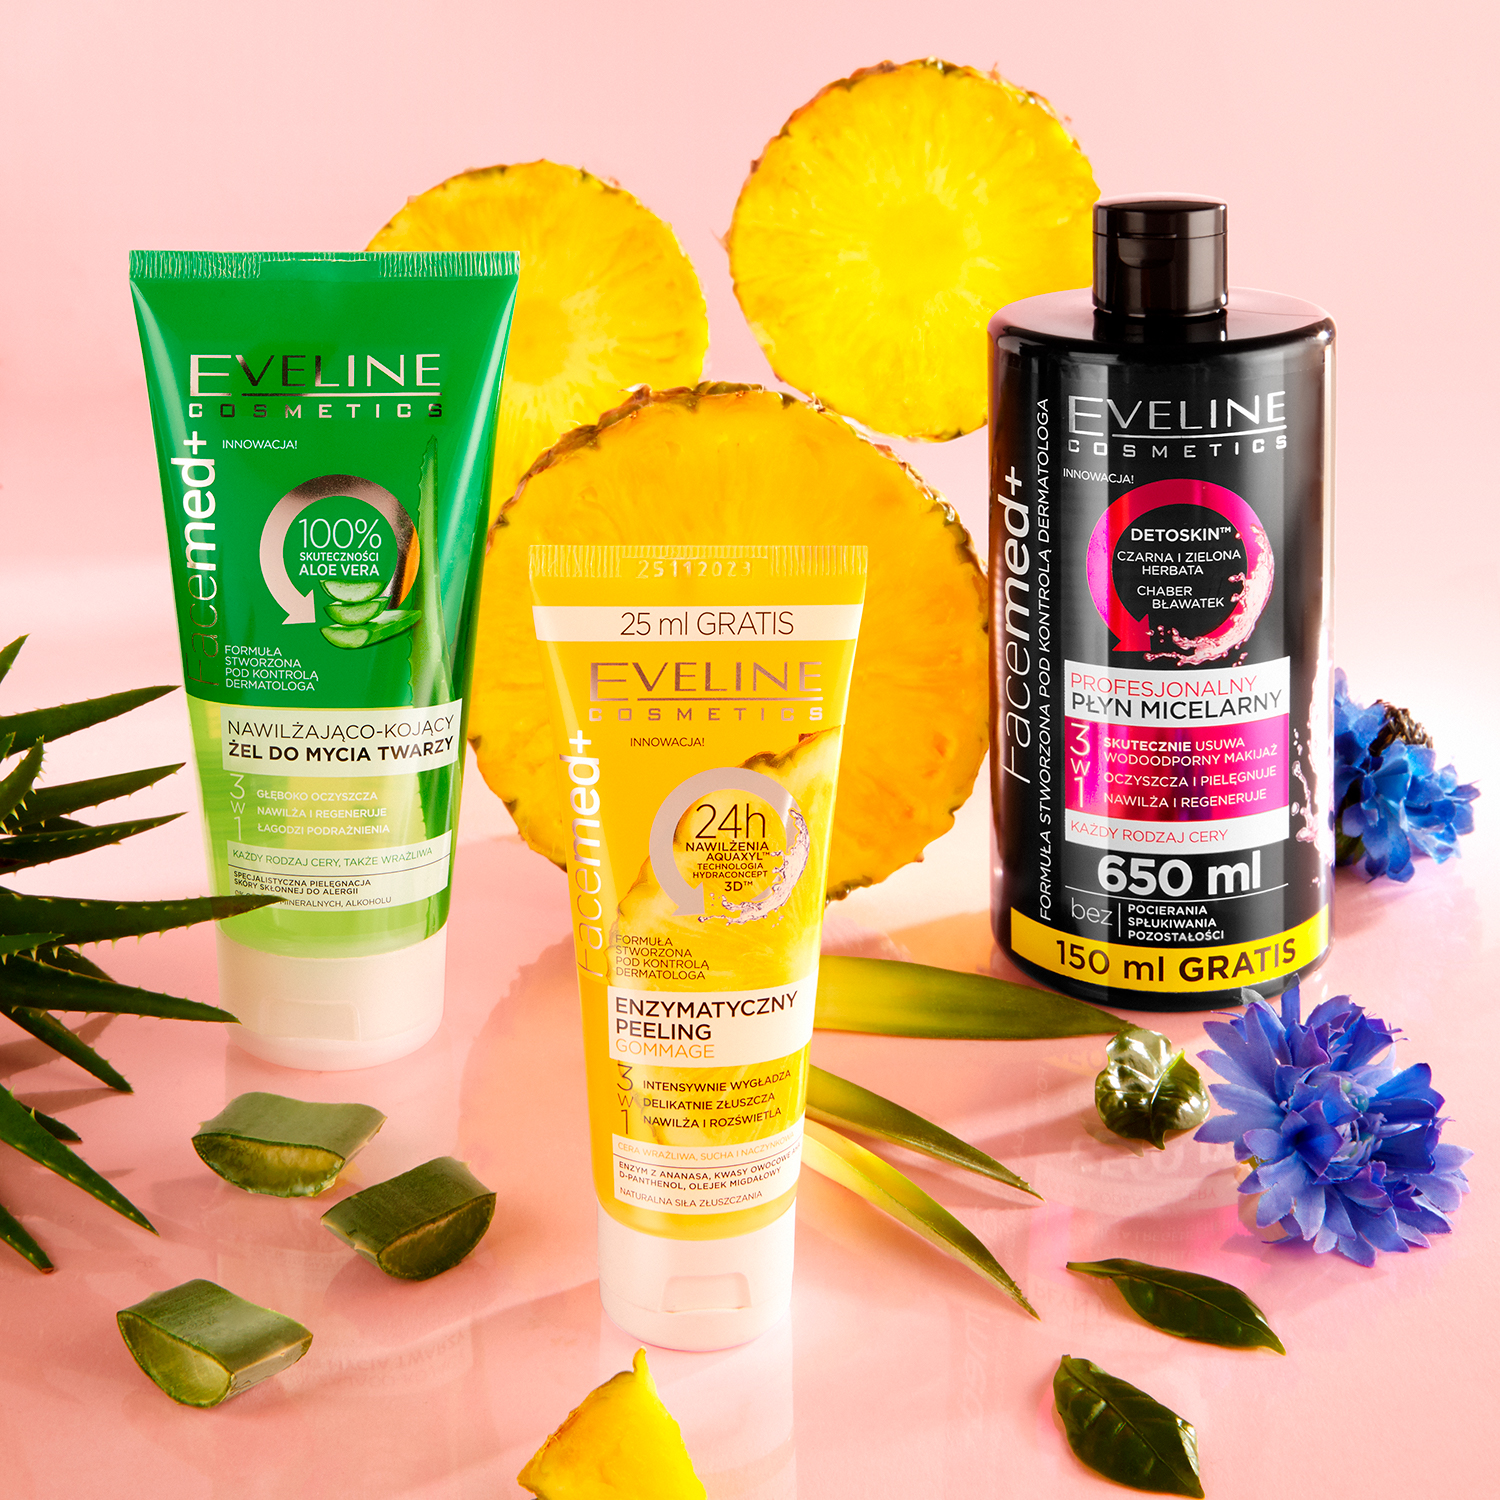 EVELINE
COSMETICS
INNOWACJA!
Facemed+
100%
SKUTECZNOŚCI
ALOE VERA
FORMUŁA
STWORZONA
POD KONTROLĄ
DERMATOLOGA
NAWILŻAJĄCO-KOJĄCY
ŻEL DO MYCIA TWARZY
3 w 1
GŁĘBOKO OCZYSZCZA
NAWILŻA I REGENERUJE
ŁAGODZI PODRAŻNIENIA
KAŻDY RODZAJ CERY, TAKŻE WRAŻLIWA
SPECJALISTYCZNA PIELĘGNACJA
SKÓRY SKŁONNEJ DO ALERGII
MINERALNYCH, ALKOHOLU
25112023
25 ml GRATIS
EVELINE
COSMETICS
INNOWACJA!
Facemed+
24h
NAWILŻENIA
AQUAXYL™
TECHNOLOGIA
HYDRACONCEPT
3D™
FORMUŁA
STWORZONA
POD KONTROLĄ
DERMATOLOGA
ENZYMATYCZNY
PEELING
GOMMAGE
3 w 1
INTENSYWNIE WYGŁADZA
DELIKATNIE ZŁUSZCZA
NAWILŻA I ROZŚWIETLA
CERA WRAŻLIWA, SUCHA I NACZYNKOWA
ENZYM Z ANANASA, KWASY OWOCOWE
D-PANTHENOL, OLEJEK MIGDAŁOWY
NATURALNA SIŁA ZŁUSZCZANIA
EVELINE
COSMETICS
INNOWACJA!
Facemed+
FORMUŁA STWORZONA POD KONTROLĄ DERMATOLOGA
DETOSKIN™
CZARNA I ZIELONA
HERBATA
CHABER
BŁAWATEK
PROFESJONALNY
PŁYN MICELARNY
3 w 1
SKUTECZNIE USUWA
WODOODPORNY MAKIJAŻ
OCZYSZCZA I PIELĘGNUJE
NAWILŻA I REGENERUJE
KAŻDY RODZAJ CERY
650 ml
bez
POCIERANIA
SPŁUKIWANIA
POZOSTAŁOŚCI
150 ml GRATIS